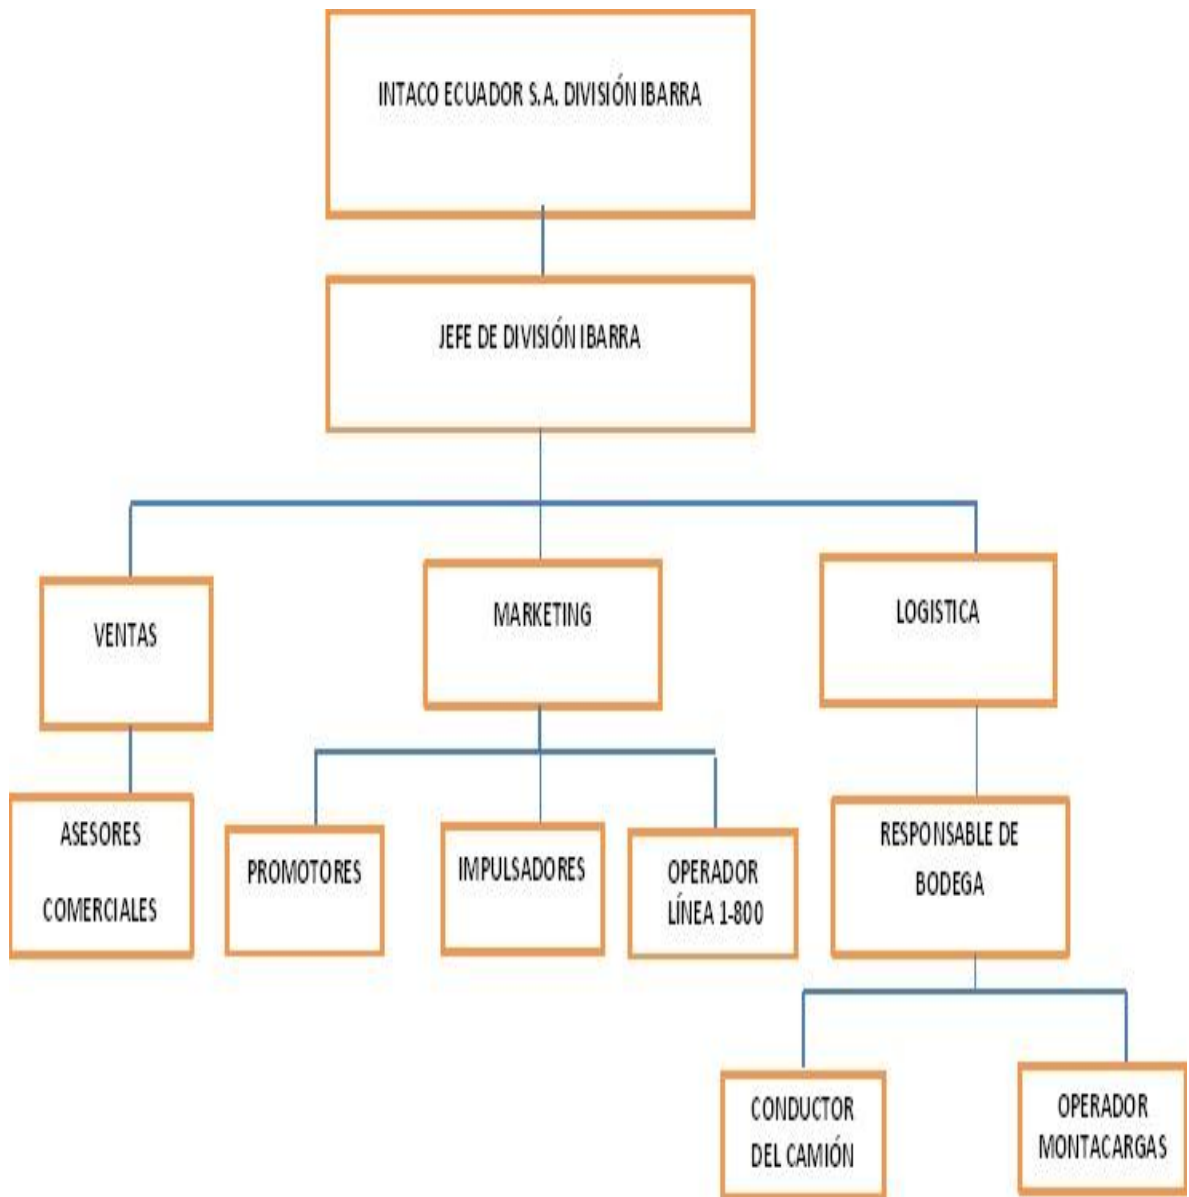 INTACO ECUADOR S.A. DIVISIÓN IBARRA
JEFE DE DIVISIÓN IBARRA
VENTAS
MARKETING
LOGISTICA
ASESORES
COMERCIALES
PROMOTORES
IMPULSADORES
OPERADOR
LÍNEA 1-800
RESPONSABLE DE
BODEGA
CONDUCTOR
DEL CAMIÓN
OPERADOR
MONTACARGAS